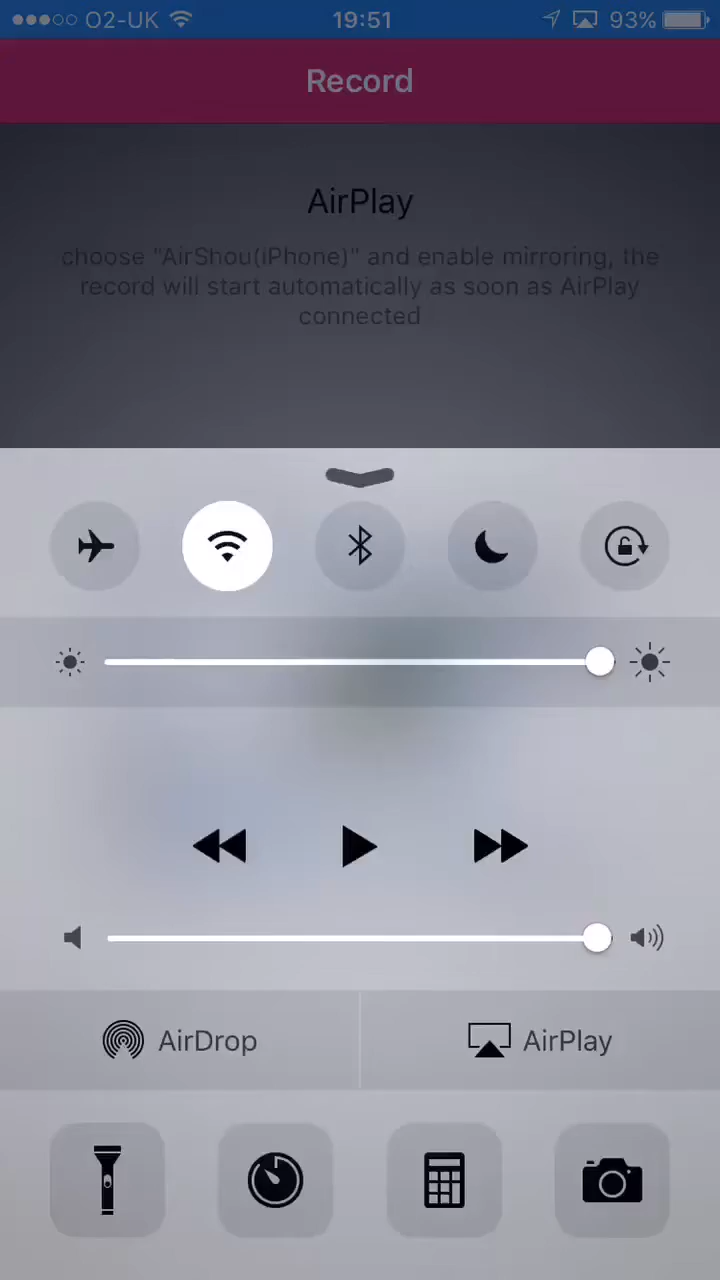 O2-UK 19:51 93%
Record
AirPlay
choose "AirShou(iPhone)" and enable mirroring, the
record will start automatically as soon as AirPlay
connected
AirDrop AirPlay